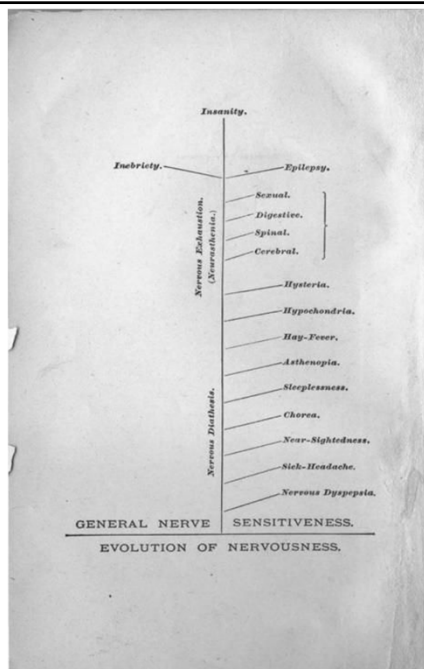 Insanity.
Inebriety.
Epilepsy.
Nervous Exhaustion.
(Neurasthenia.)
Sexual.
Digestive.
Spinal.
Cerebral.
Hysteria.
Hypochondria.
Hay-Fever.
Asthenopia.
Sleeplessness.
Nervous Diathesis.
Chorea.
Near-Sightedness.
Sick-Headache.
Nervous Dyspepsia.
GENERAL NERVE SENSITIVENESS.
EVOLUTION OF NERVOUSNESS.